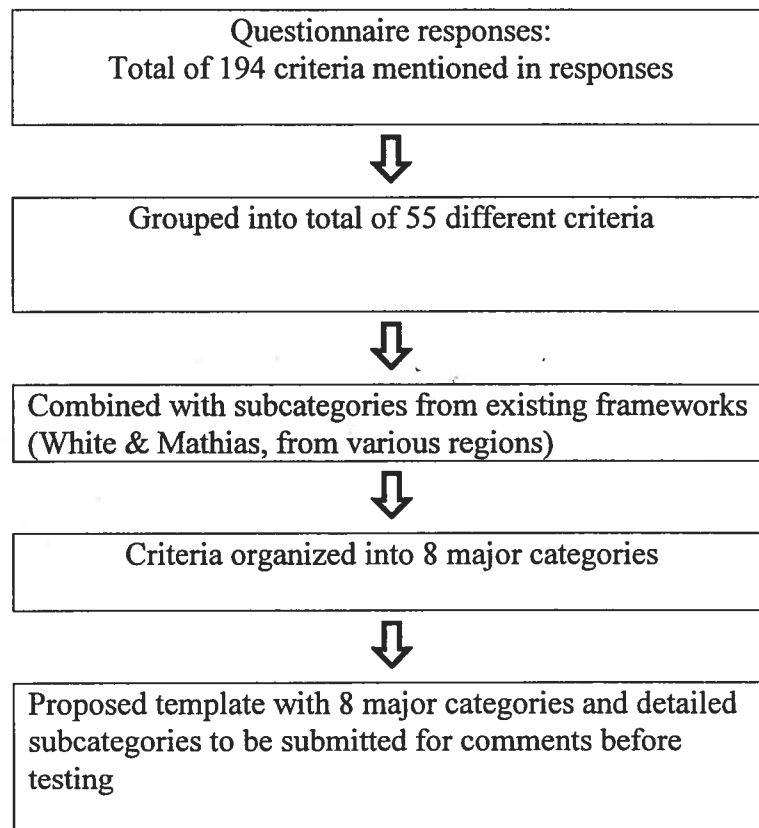 Questionnaire responses:
Total of 194 criteria mentioned in responses
Grouped into total of 55 different criteria
Combined with subcategories from existing frameworks
(White & Mathias, from various regions)
Criteria organized into 8 major categories
Proposed template with 8 major categories and detailed
subcategories to be submitted for comments before
testing